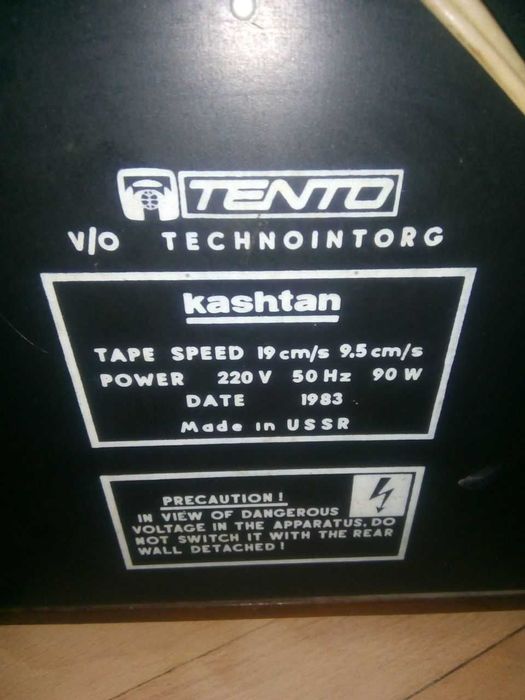 TENTO
V/O TECHNOINTORG
kashtan
TAPE SPEED 19 cm/s 9.5 cm/s
POWER 220 V 50 Hz 90 W
DATE 1983
Made in USSR
PRECAUTION!
IN VIEW OF DANGEROUS
VOLTAGE IN THE APPARATUS, DO
NOT SWITCH IT WITH THE REAR
WALL DETACHED!